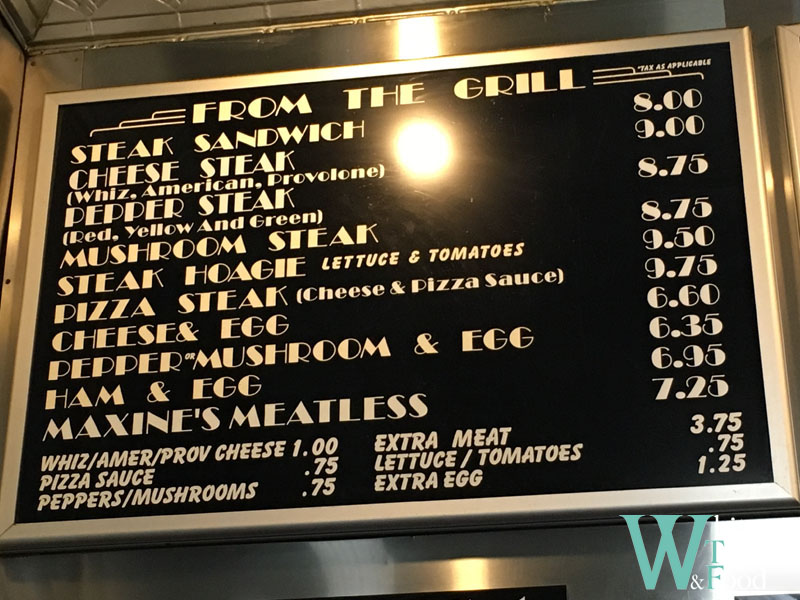 FROM THE GRILL *TAX AS APPLICABLE
STEAK SANDWICH 8.00
CHEESE STEAK 9.00
(Whiz, American, Provolone)
PEPPER STEAK 8.75
(Red, Yellow And Green)
MUSHROOM STEAK 8.75
STEAK HOAGIE LETTUCE & TOMATOES 9.50
PIZZA STEAK (Cheese & Pizza Sauce) 9.75
CHEESE& EGG 6.60
PEPPER OR MUSHROOM & EGG 6.35
HAM & EGG 6.95
MAXINE'S MEATLESS 7.25
WHIZ/AMER/PROV CHEESE 1.00 EXTRA MEAT 3.75
PIZZA SAUCE .75 LETTUCE / TOMATOES .75
PEPPERS/MUSHROOMS .75 EXTRA EGG 1.25
W T F
& Food